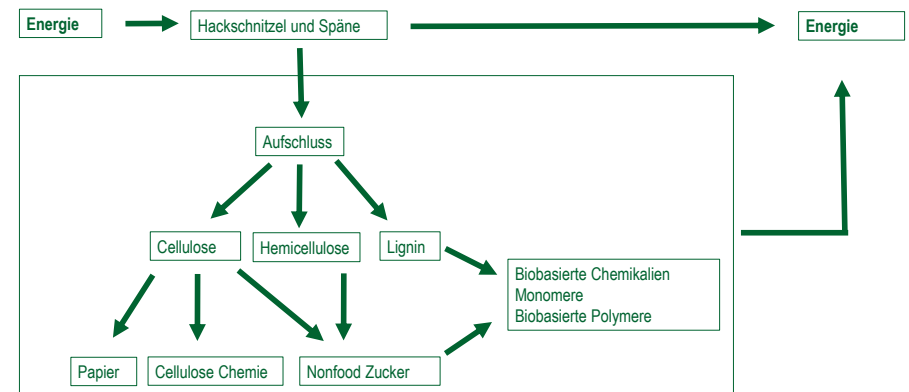 Energie
Hackschnitzel und Späne
Energie
Aufschluss
Cellulose
Hemicellulose
Lignin
Biobasierte Chemikalien
Monomere
Biobasierte Polymere
Papier
Cellulose Chemie
Nonfood Zucker